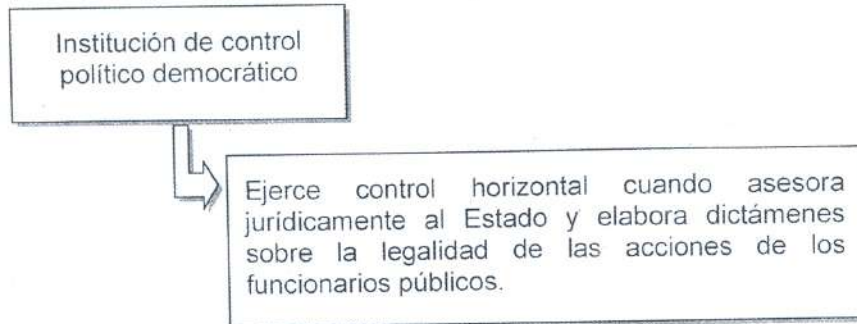 Institución de control
político democrático
Ejerce control horizontal cuando asesora
jurídicamente al Estado y elabora dictámenes
sobre la legalidad de las acciones de los
funcionarios públicos.